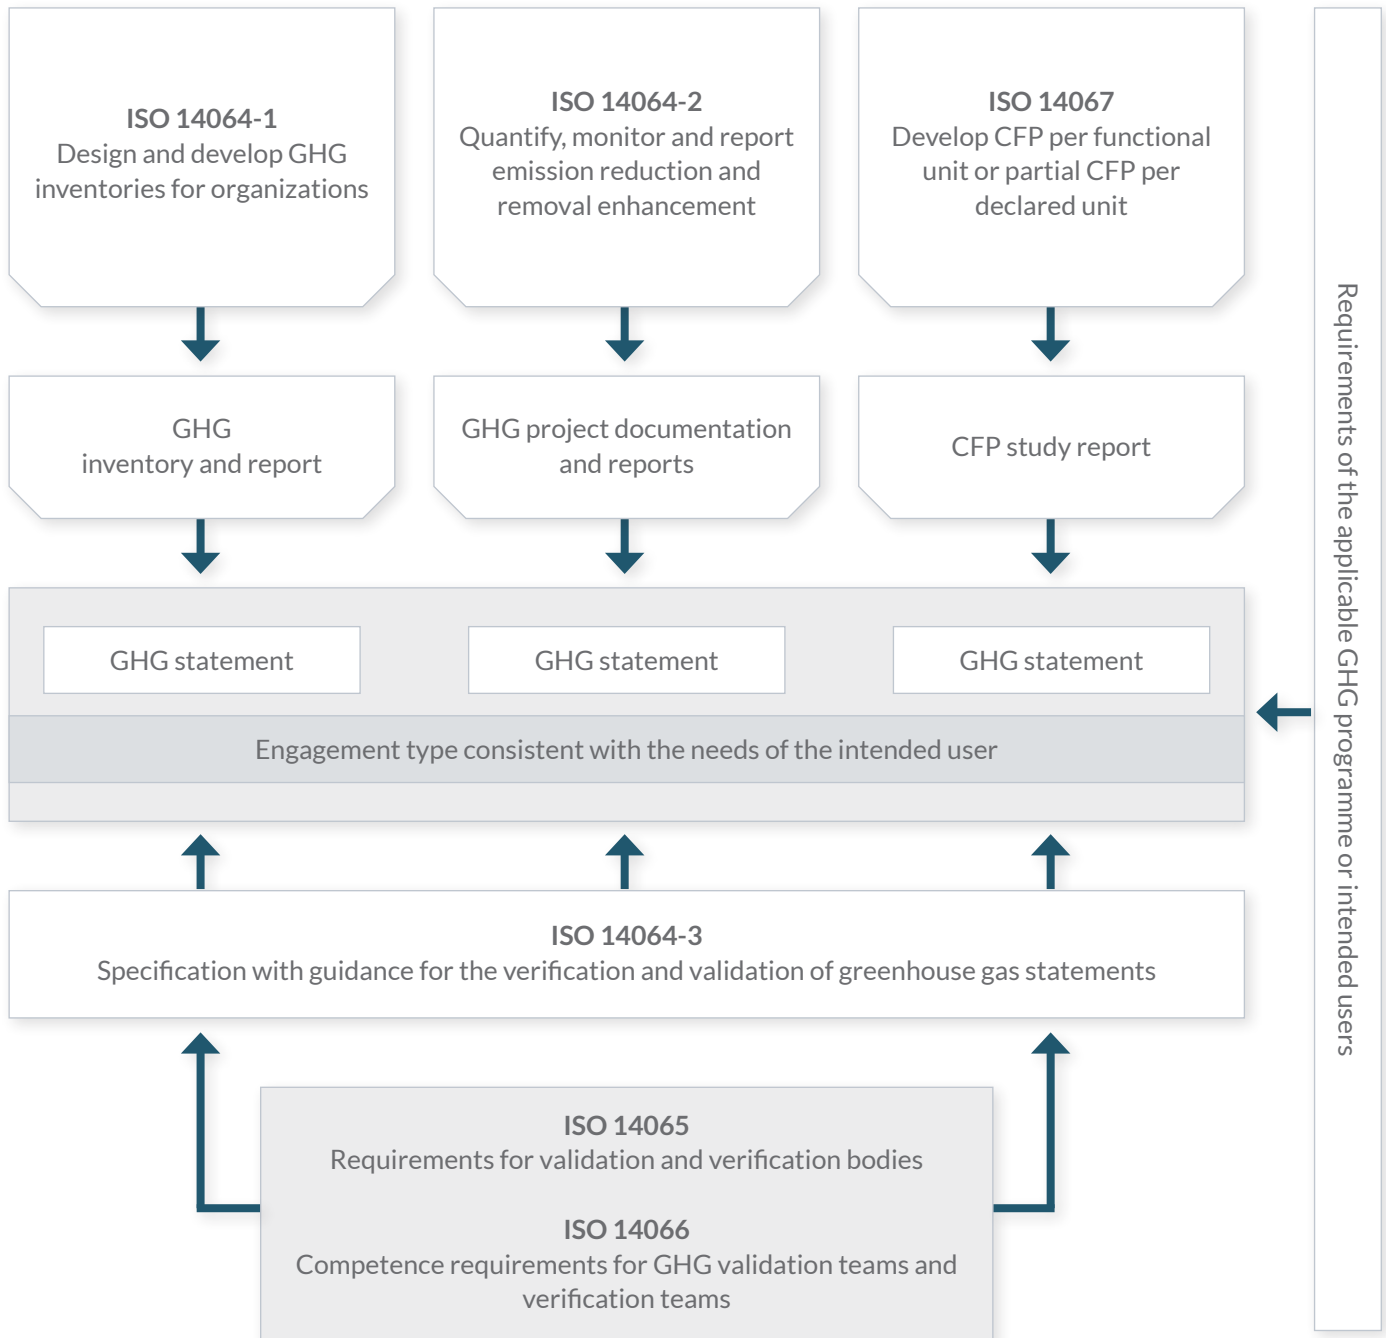 ISO 14064-1
Design and develop GHG
inventories for organizations
ISO 14064-2
Quantify, monitor and report
emission reduction and
removal enhancement
ISO 14067
Develop CFP per functional
unit or partial CFP per
declared unit
GHG
inventory and report
GHG project documentation
and reports
CFP study report
GHG statement
GHG statement
GHG statement
Engagement type consistent with the needs of the intended user
ISO 14064-3
Specification with guidance for the verification and validation of greenhouse gas statements
ISO 14065
Requirements for validation and verification bodies
ISO 14066
Competence requirements for GHG validation teams and
verification teams
Requirements of the applicable GHG programme or intended users